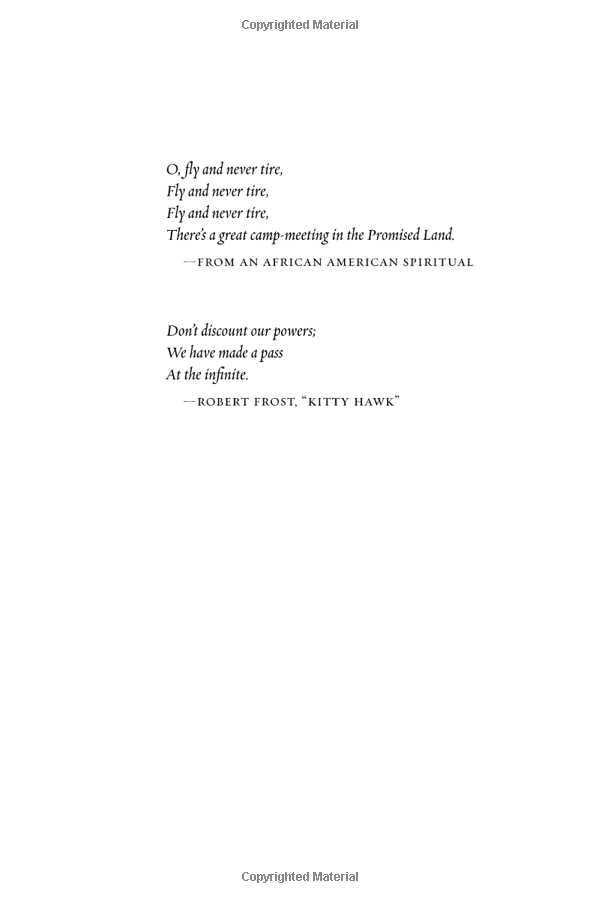 Copyrighted Material
O, fly and never tire,
Fly and never tire,
Fly and never tire,
There's a great camp-meeting in the Promised Land.
—FROM AN AFRICAN AMERICAN SPIRITUAL
Don't discount our powers;
We have made a pass
At the infinite.
—ROBERT FROST, “KITTY HAWK”
Copyrighted Material